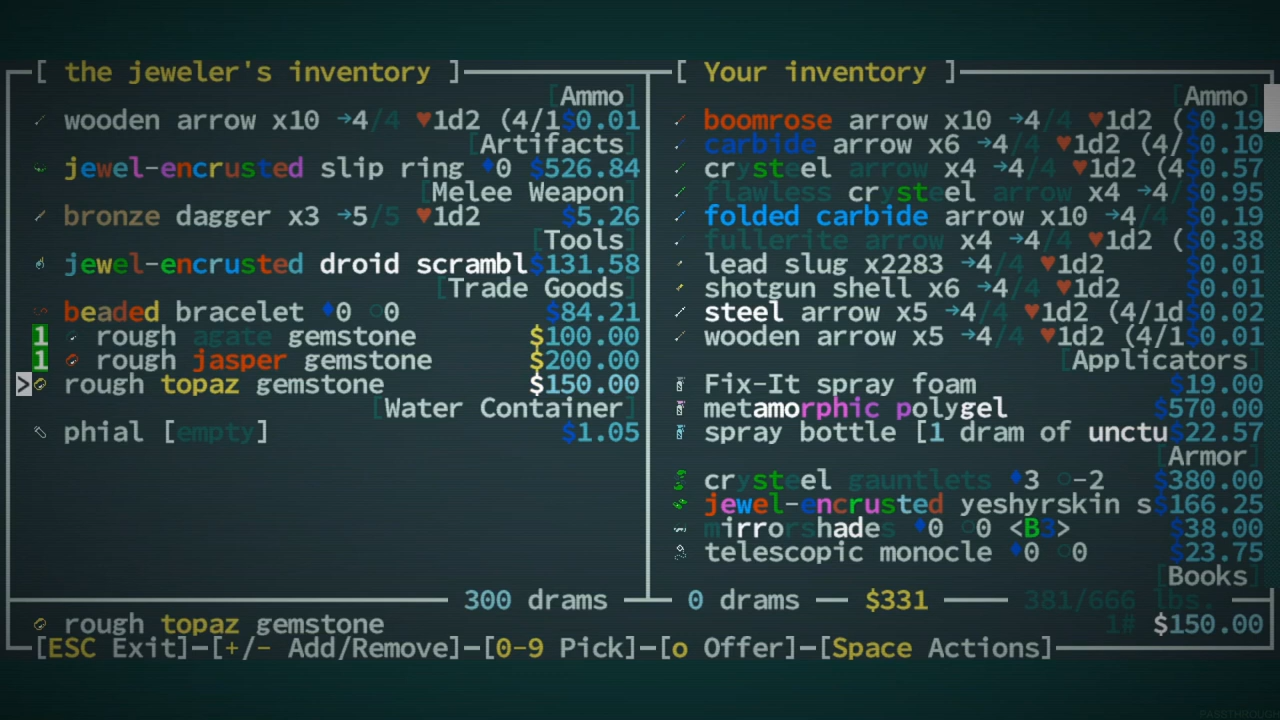 [ the jeweler's inventory ]
[Ammo]
wooden arrow x10 →4/4 ♥1d2 (4/1$0.01
[Artifacts]
jewel-encrusted slip ring ♦0 $526.84
[Melee Weapon]
bronze dagger x3 →5/5 ♥1d2 $5.26
[Tools]
jewel-encrusted droid scrambl$131.58
[Trade Goods]
beaded bracelet ♦0 ○0 $84.21
1 rough agate gemstone $100.00
1 rough jasper gemstone $200.00
> rough topaz gemstone $150.00
[Water Container]
phial [empty] $1.05
[ Your inventory ]
[Ammo]
boomrose arrow x10 →4/4 ♥1d2 ($0.19
carbide arrow x6 →4/4 ♥1d2 (4/$0.10
crysteel arrow x4 →4/4 ♥1d2 (4$0.57
flawless crysteel arrow x4 →4/$0.95
folded carbide arrow x10 →4/4 $0.19
fullerite arrow x4 →4/4 ♥1d2 ($0.38
lead slug x2283 →4/4 ♥1d2 $0.01
shotgun shell x6 →4/4 ♥1d2 $0.01
steel arrow x5 →4/4 ♥1d2 (4/1d$0.02
wooden arrow x5 →4/4 ♥1d2 (4/1$0.01
[Applicators]
Fix-It spray foam $19.00
metamorphic polygel $570.00
spray bottle [1 dram of unctu$22.57
[Armor]
crysteel gauntlets ♦3 ○-2 $380.00
jewel-encrusted yeshyrskin s$166.25
mirrorshades ♦0 ○0 <B3> $38.00
telescopic monocle ♦0 ○0 $23.75
[Books]
300 drams
0 drams
$331
381/666 lbs.
rough topaz gemstone 1# $150.00
[ESC Exit]-[+/- Add/Remove]-[0-9 Pick]-[o Offer]-[Space Actions]